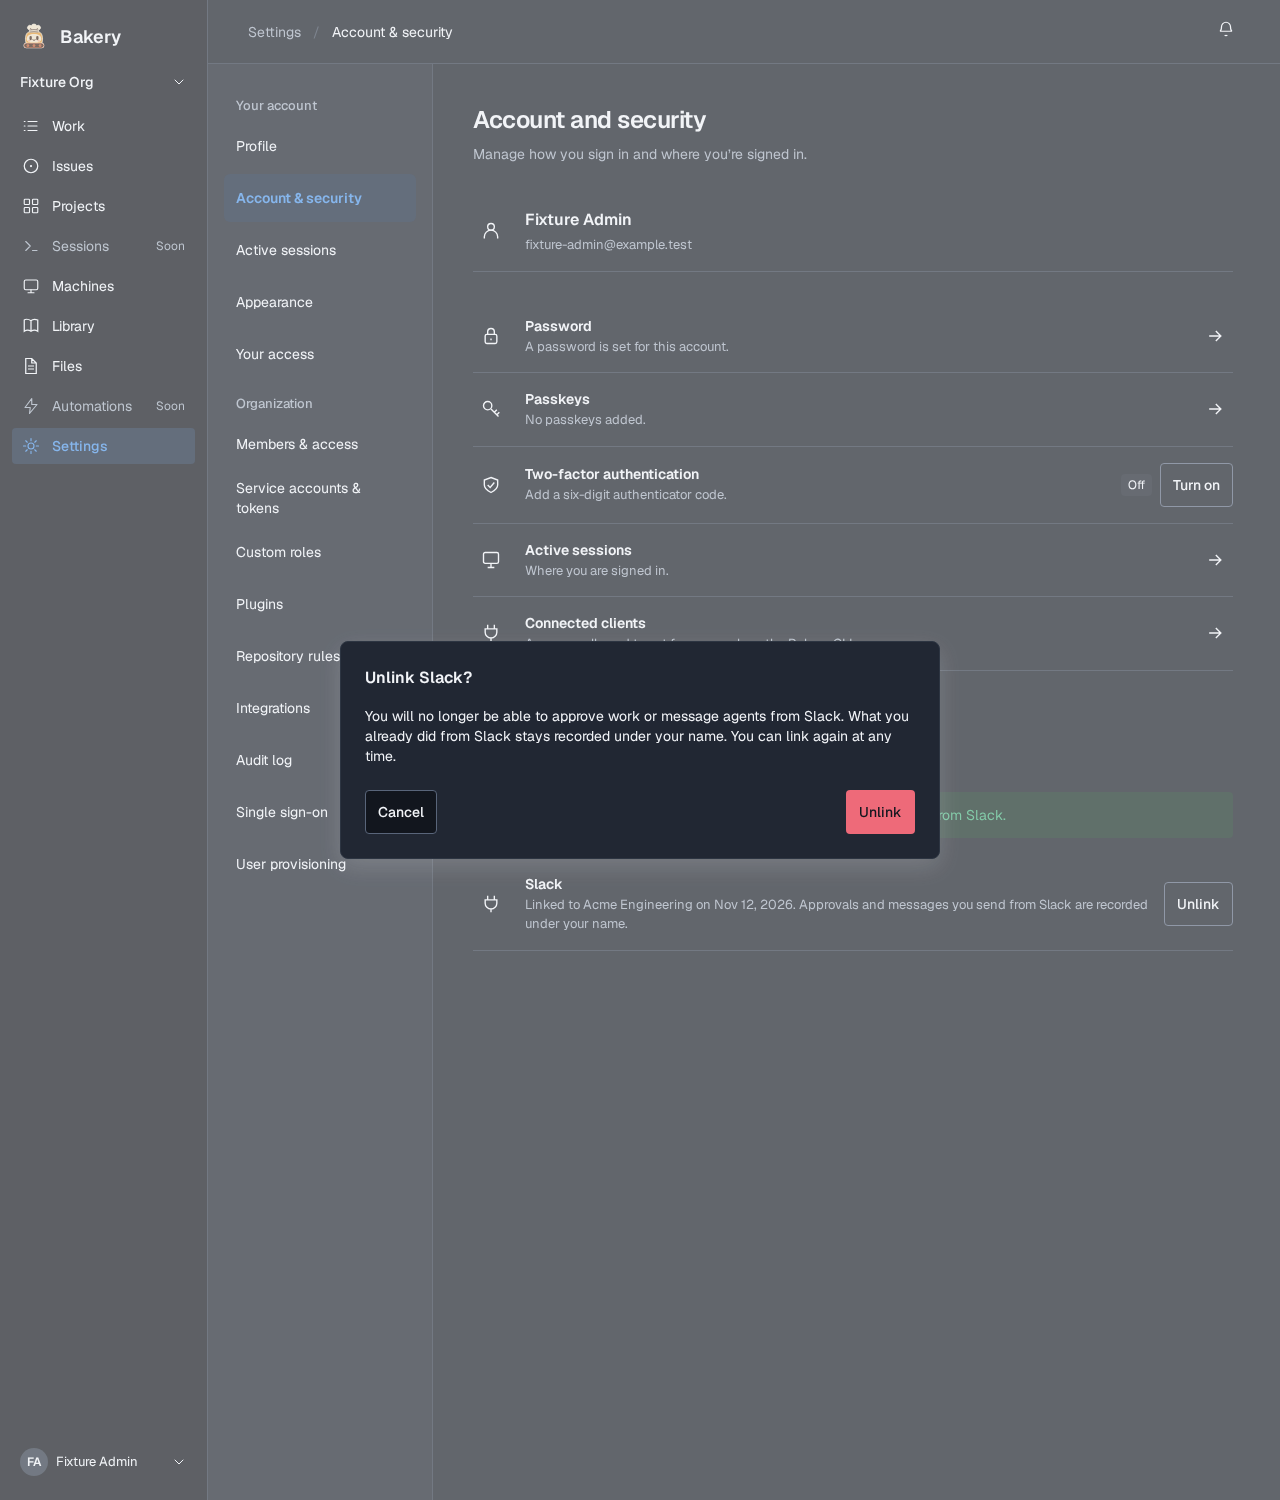 Bakery
Fixture Org
Work
Issues
Projects
Sessions Soon
Machines
Library
Files
Automations Soon
Settings
FA Fixture Admin
Settings / Account & security
Your account
Profile
Account & security
Active sessions
Appearance
Your access
Organization
Members & access
Service accounts &
tokens
Custom roles
Plugins
Repository rules
Integrations
Audit log
Single sign-on
User provisioning
Account and security
Manage how you sign in and where you're signed in.
Fixture Admin
fixture-admin@example.test
Password
A password is set for this account.
Passkeys
No passkeys added.
Two-factor authentication
Add a six-digit authenticator code.
Off Turn on
Active sessions
Where you are signed in.
Connected clients
Unlink Slack?
You will no longer be able to approve work or message agents from Slack. What you
already did from Slack stays recorded under your name. You can link again at any
time.
Cancel Unlink
from Slack.
Slack
Linked to Acme Engineering on Nov 12, 2026. Approvals and messages you send from Slack are recorded
under your name.
Unlink